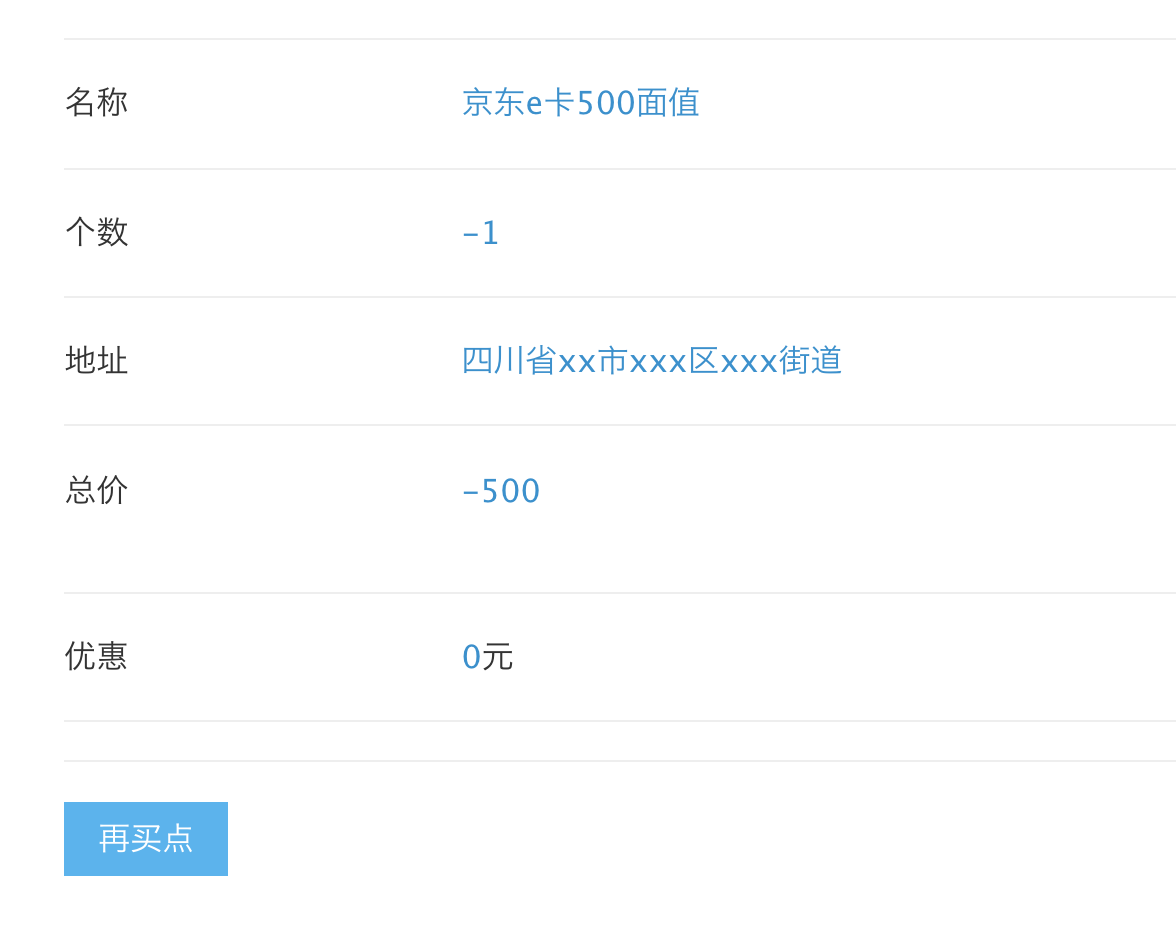 名称 京东e卡500面值
个数 -1
地址 四川省xx市xxx区xxx街道
总价 -500
优惠 0元
再买点